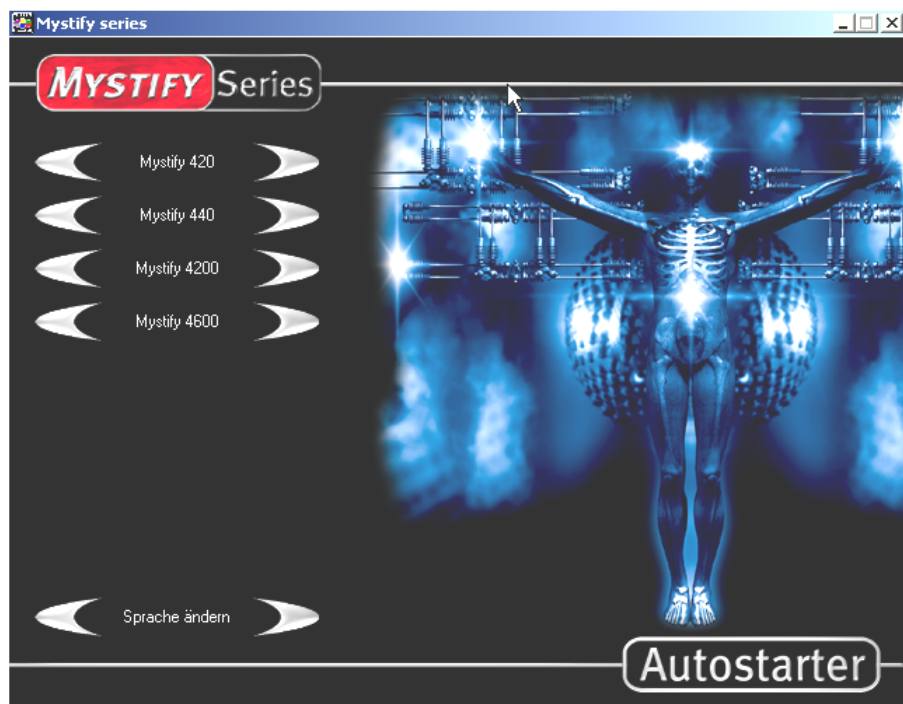 Mystify series
MYSTIFY Series
Mystify 420
Mystify 440
Mystify 4200
Mystify 4600
Sprache ändern
Autostarter